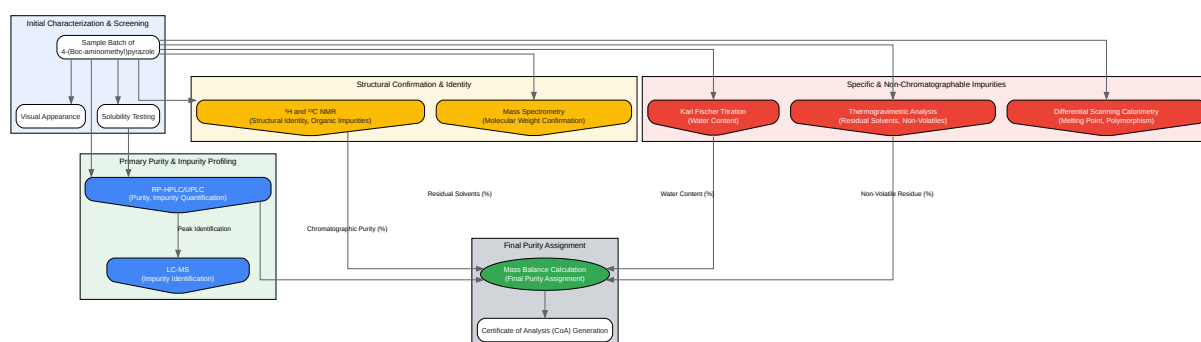 Initial Characterization & Screening
Sample Batch of
4-(Boc-aminomethyl)pyrazole
Visual Appearance
Solubility Testing
Structural Confirmation & Identity
¹H and ¹³C NMR
(Structural Identity, Organic Impurities)
Mass Spectrometry
(Molecular Weight Confirmation)
Specific & Non-Chromatographable Impurities
Karl Fischer Titration
(Water Content)
Thermogravimetric Analysis
(Residual Solvents, Non-Volatiles)
Differential Scanning Calorimetry
(Melting Point, Polymorphism)
Primary Purity & Impurity Profiling
RP-HPLC/UPLC
(Purity, Impurity Quantification)
Peak Identification
LC-MS
(Impurity Identification)
Residual Solvents (%)
Water Content (%)
Non-Volatile Residue (%)
Chromatographic Purity (%)
Final Purity Assignment
Mass Balance Calculation
(Final Purity Assignment)
Certificate of Analysis (CoA) Generation